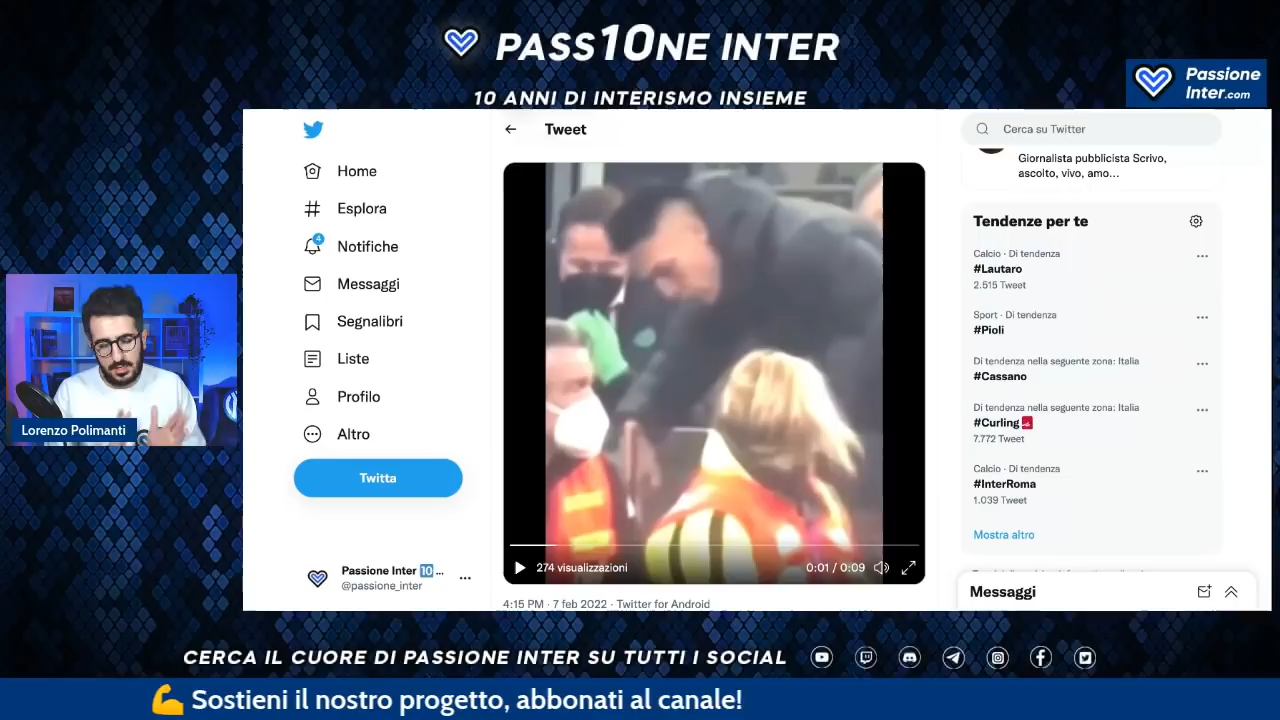 PASS10NE INTER
10 ANNI DI INTERISMO INSIEME
Passione
Inter.com
Home
Esplora
4
Notifiche
Messaggi
Segnalibri
Liste
Profilo
Altro
Twitta
Passione Inter 10 ...
@passione_inter
Tweet
274 visualizzazioni
0:01 / 0:09
4:15 PM · 7 feb 2022 · Twitter for Android
Cerca su Twitter
Giornalista pubblicista Scrivo,
ascolto, vivo, amo...
Tendenze per te
Calcio · Di tendenza
#Lautaro
2.515 Tweet
Sport · Di tendenza
#Pioli
Di tendenza nella seguente zona: Italia
#Cassano
Di tendenza nella seguente zona: Italia
#Curling
7.772 Tweet
Calcio · Di tendenza
#InterRoma
1.039 Tweet
Mostra altro
Messaggi
Lorenzo Polimanti
CERCA IL CUORE DI PASSIONE INTER SU TUTTI I SOCIAL
Sostieni il nostro progetto, abbonati al canale!